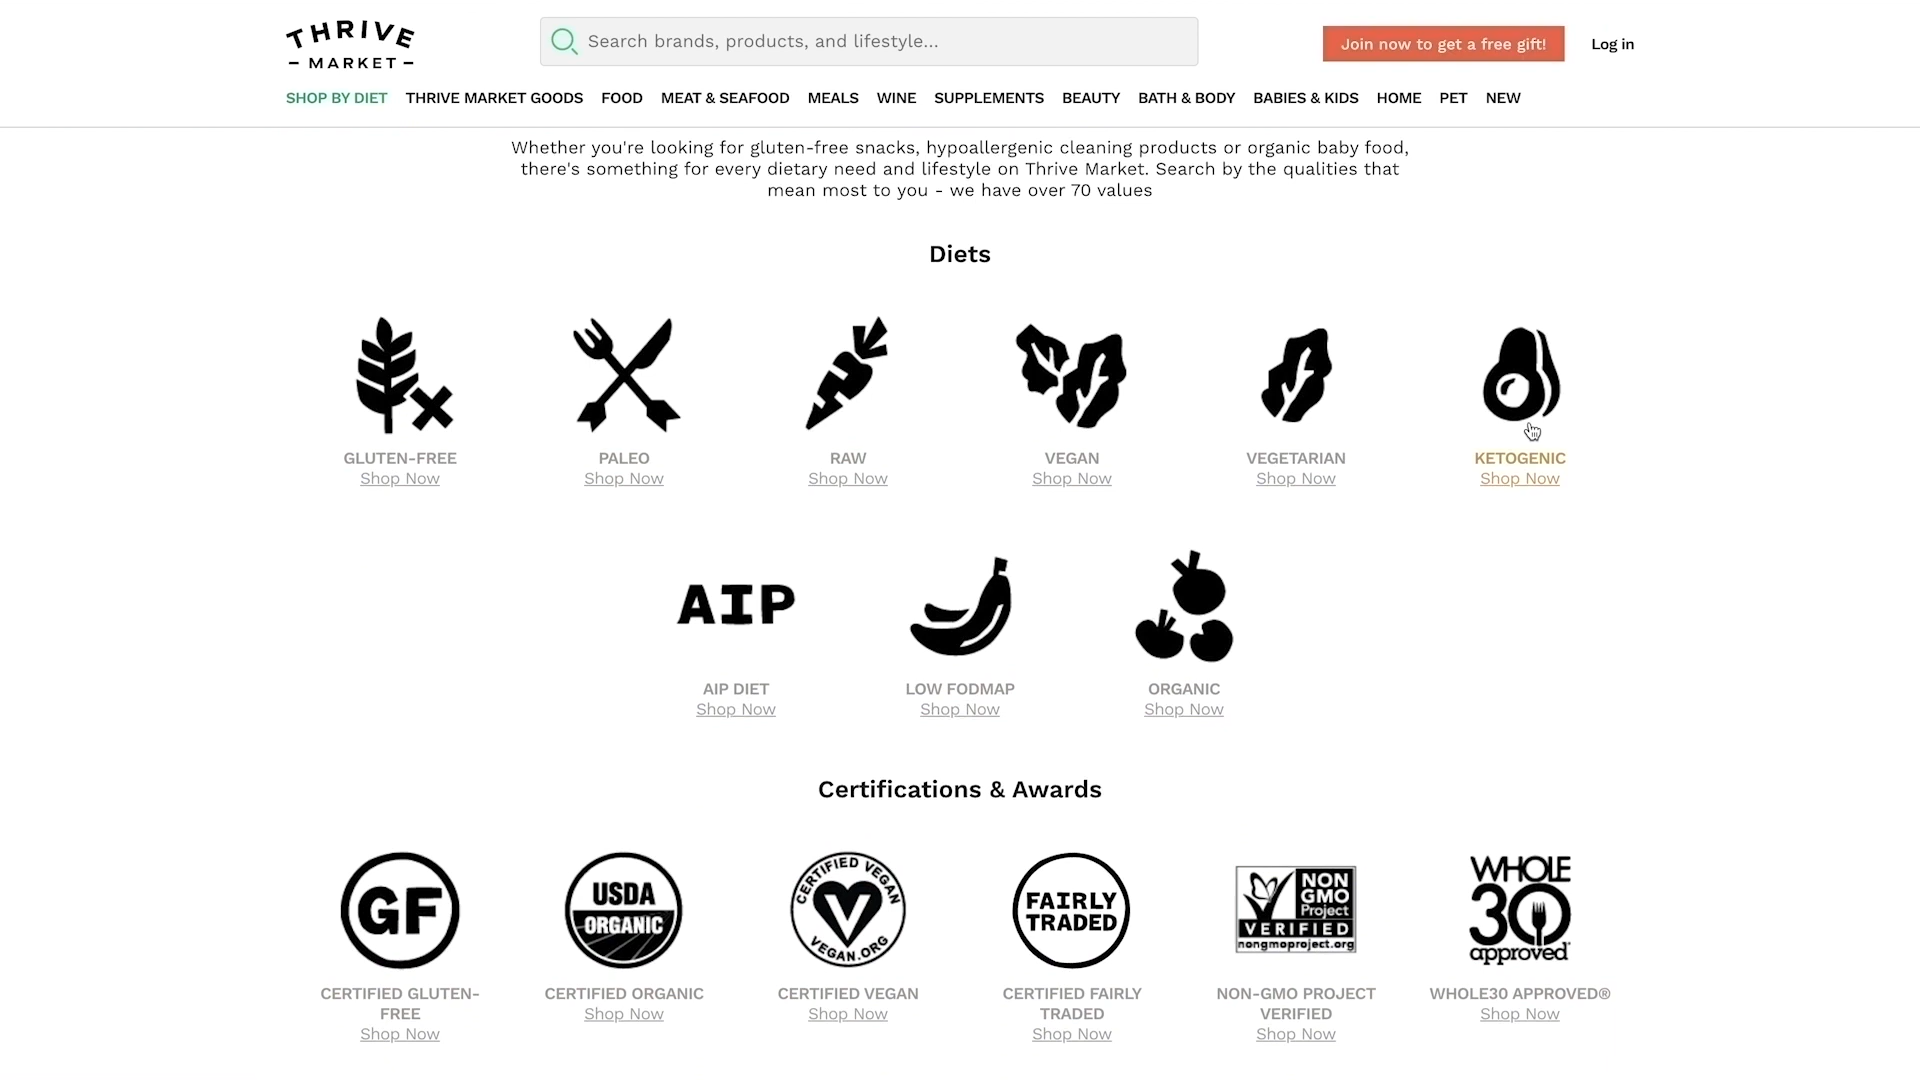 THRIVE
- MARKET -
Search brands, products, and lifestyle...
Join now to get a free gift!
Log in
SHOP BY DIET THRIVE MARKET GOODS FOOD MEAT & SEAFOOD MEALS WINE SUPPLEMENTS BEAUTY BATH & BODY BABIES & KIDS HOME PET NEW
Whether you're looking for gluten-free snacks, hypoallergenic cleaning products or organic baby food,
there's something for every dietary need and lifestyle on Thrive Market. Search by the qualities that
mean most to you - we have over 70 values
Diets
GLUTEN-FREE
Shop Now
PALEO
Shop Now
RAW
Shop Now
VEGAN
Shop Now
VEGETARIAN
Shop Now
KETOGENIC
Shop Now
AIP
AIP DIET
Shop Now
LOW FODMAP
Shop Now
ORGANIC
Shop Now
Certifications & Awards
GF
CERTIFIED GLUTEN-
FREE
Shop Now
USDA
ORGANIC
CERTIFIED ORGANIC
Shop Now
CERTIFIED VEGAN
V
VEGAN.ORG
CERTIFIED VEGAN
Shop Now
FAIRLY
TRADED
CERTIFIED FAIRLY
TRADED
Shop Now
NON
GMO
Project
VERIFIED
nongmoproject.org
NON-GMO PROJECT
VERIFIED
Shop Now
WHOLE
30
approved
WHOLE30 APPROVED®
Shop Now